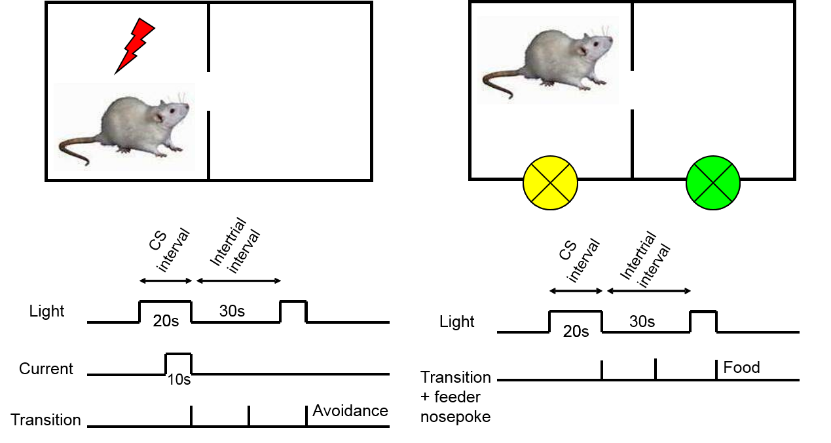 CS
interval
Intertrial
interval
Light
20s
30s
Current
10s
Transition
Avoidance
CS
interval
Intertrial
interval
Light
20s
30s
Transition
+ feeder
nosepoke
Food